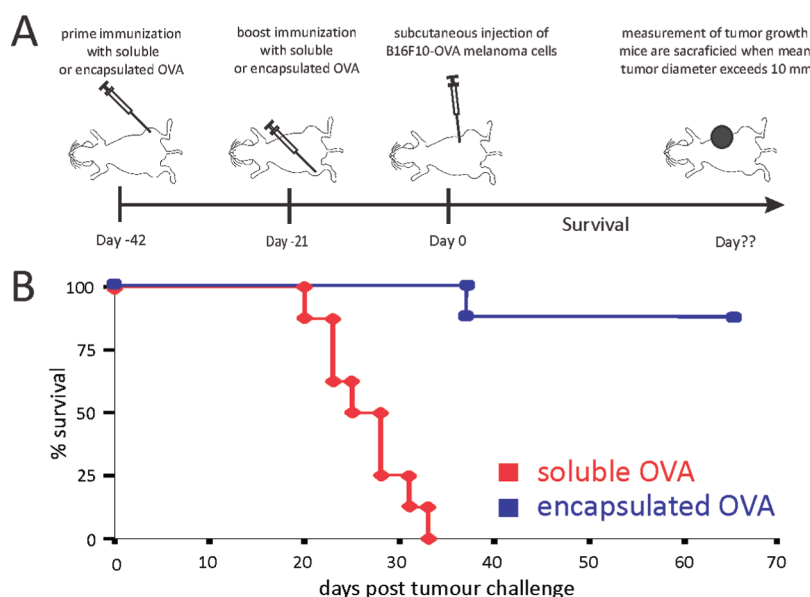 A
prime immunization
with soluble
or encapsulated OVA
boost immunization
with soluble
or encapsulated OVA
subcutaneous injection of
B16F10-OVA melanoma cells
measurement of tumor growth
mice are sacraficied when mean
tumor diameter exceeds 10 mm
Survival
Day -42
Day -21
Day 0
Day??
B
% survival
100
75
50
25
0
soluble OVA
encapsulated OVA
0 10 20 30 40 50 60 70
days post tumour challenge